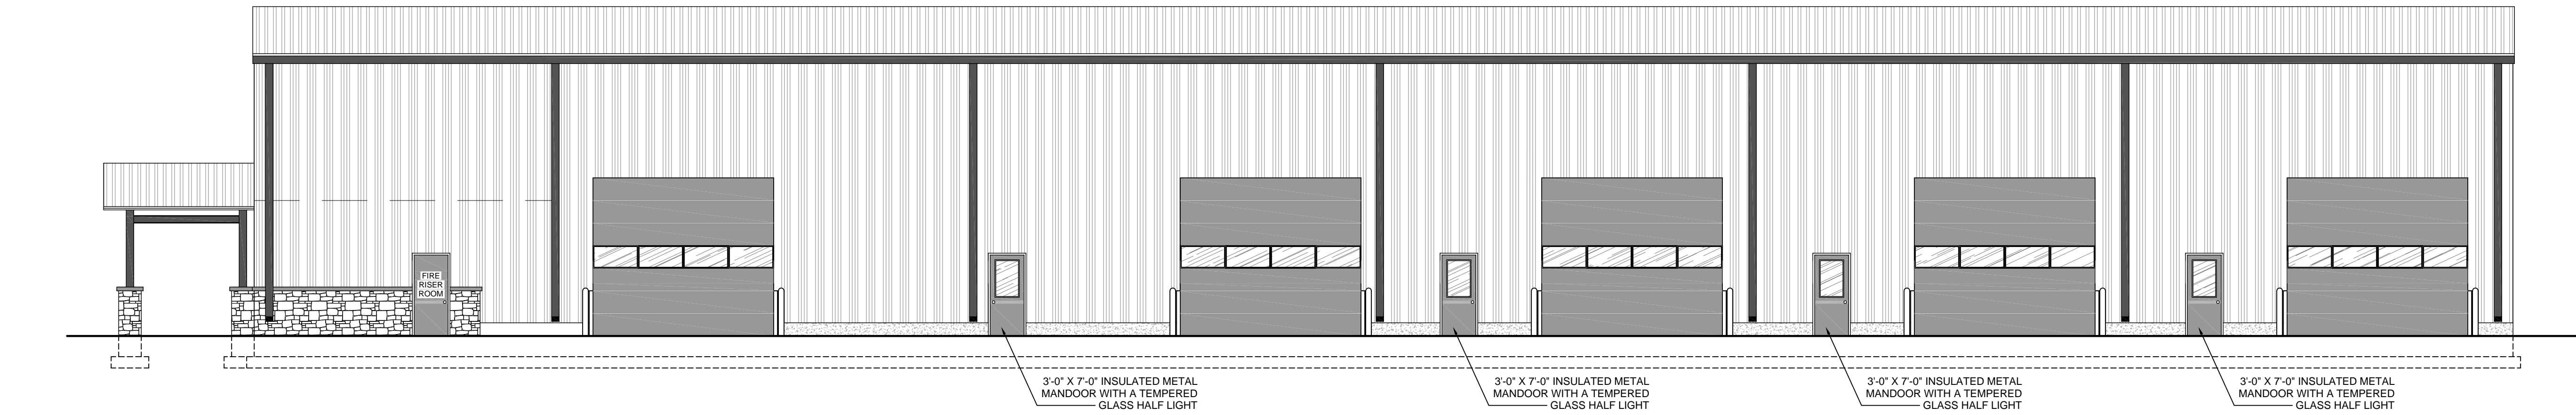 FIRE
RISER
ROOM
3'-0" X 7'-0" INSULATED METAL
MANDOOR WITH A TEMPERED
GLASS HALF LIGHT
3'-0" X 7'-0" INSULATED METAL
MANDOOR WITH A TEMPERED
GLASS HALF LIGHT
3'-0" X 7'-0" INSULATED METAL
MANDOOR WITH A TEMPERED
GLASS HALF LIGHT
3'-0" X 7'-0" INSULATED METAL
MANDOOR WITH A TEMPERED
GLASS HALF LIGHT